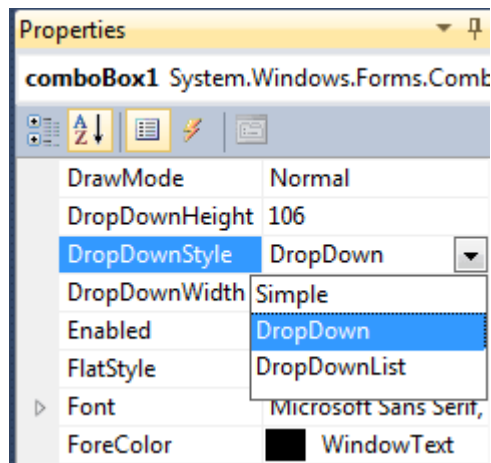 Properties
comboBox1 System.Windows.Forms.Comb
A
Z
DrawMode Normal
DropDownHeight 106
DropDownStyle DropDown
DropDownWidth Simple
Enabled DropDown
FlatStyle DropDownList
Font Microsoft Sans Serif,
ForeColor WindowText